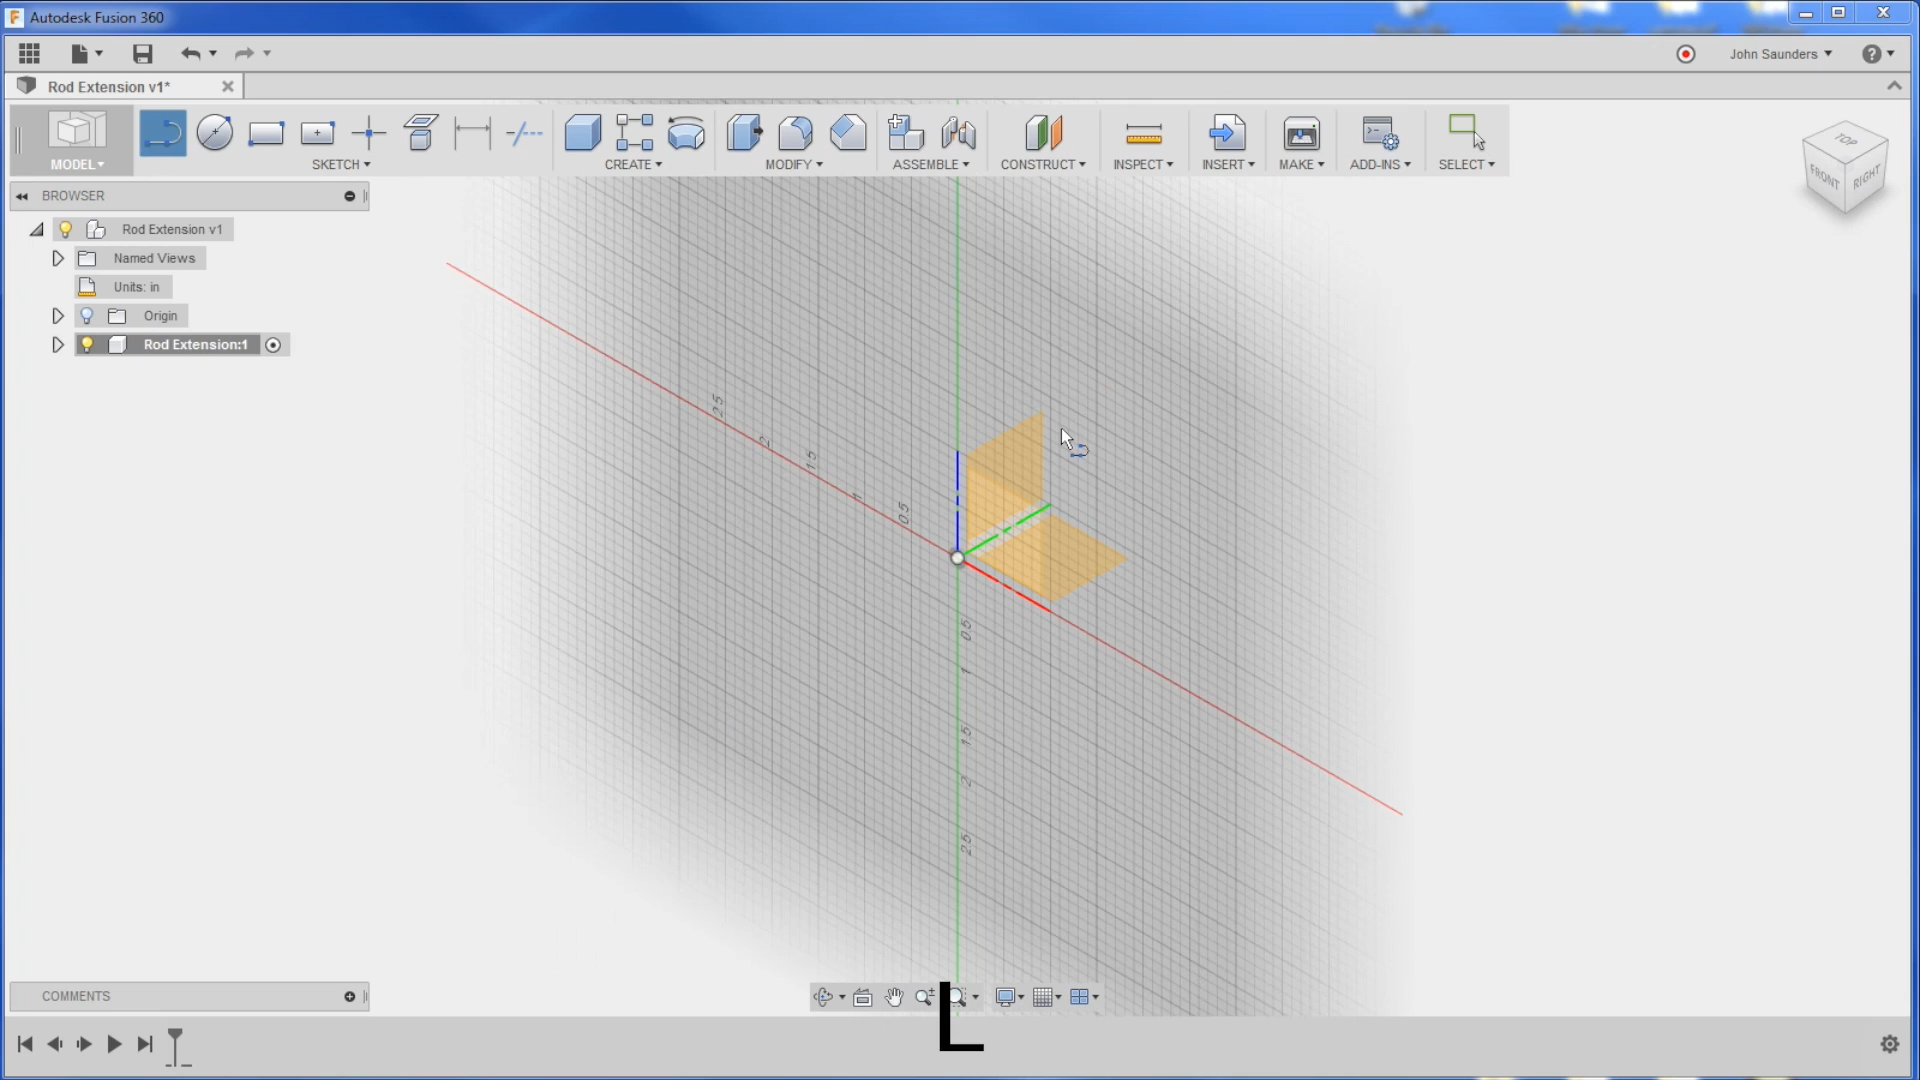 Autodesk Fusion 360
John Saunders
Rod Extension v1*
MODEL
SKETCH
CREATE
MODIFY
ASSEMBLE
CONSTRUCT
INSPECT
INSERT
MAKE
ADD-INS
SELECT
TOP
FRONT
RIGHT
BROWSER
Rod Extension v1
Named Views
Units: in
Origin
Rod Extension:1
2.5
2
1.5
1
0.5
0.5
1
1.5
2
2.5
COMMENTS
L